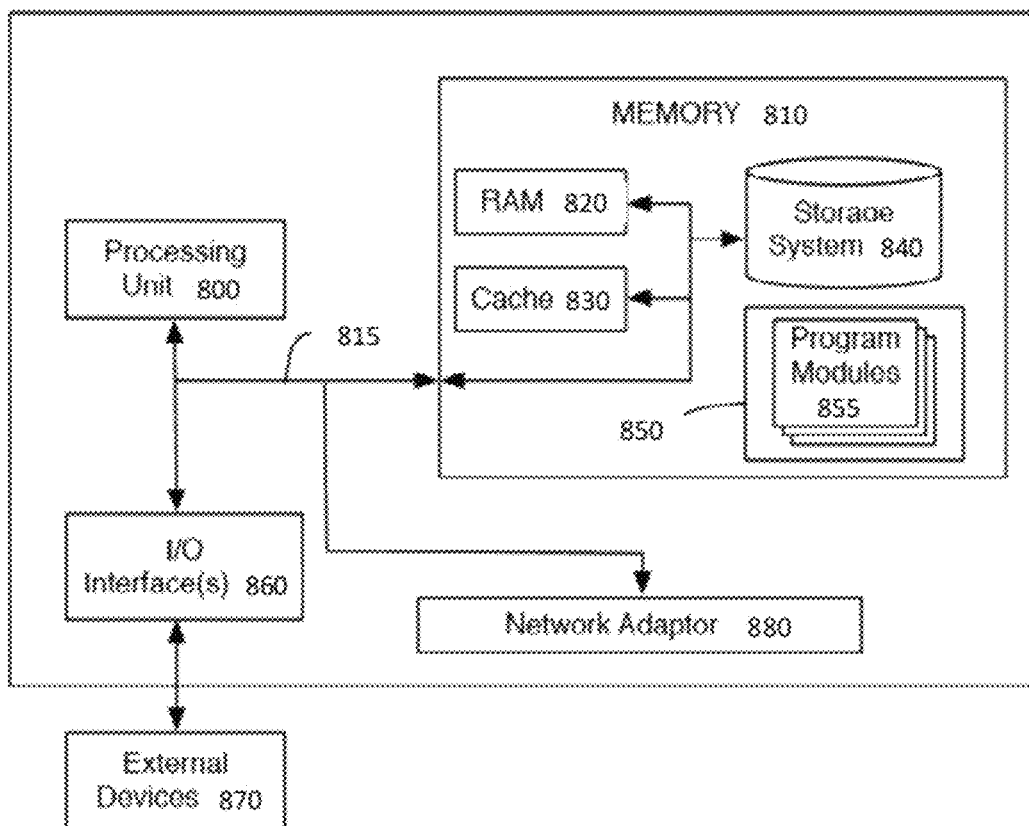 MEMORY 810
RAM 820
Storage
System 840
Processing
Unit 800
Cache 830
815
Program
Modules
855
850
I/O
Interface(s) 860
Network Adaptor 880
External
Devices 870